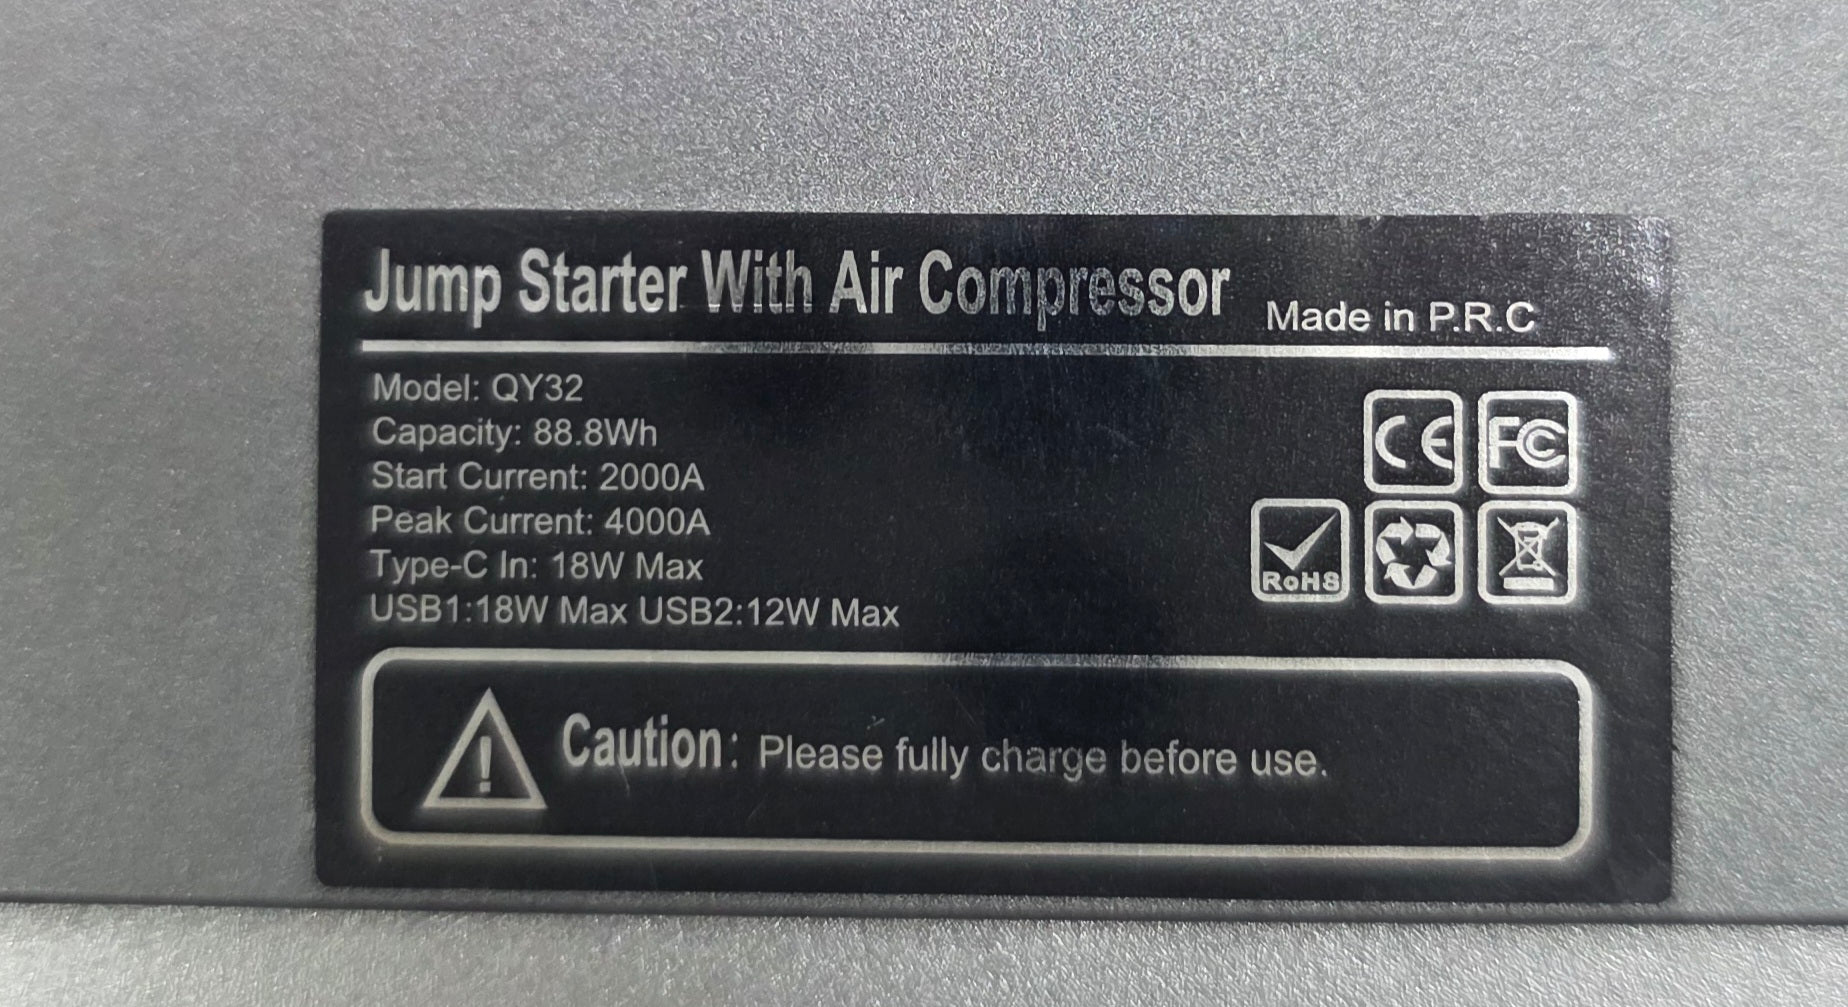 Jump Starter With Air Compressor Made in P.R.C
Model: QY32
Capacity: 88.8Wh
Start Current: 2000A
Peak Current: 4000A
Type-C In: 18W Max
USB1:18W Max USB2:12W Max
CE FC
RoHS
Caution: Please fully charge before use.